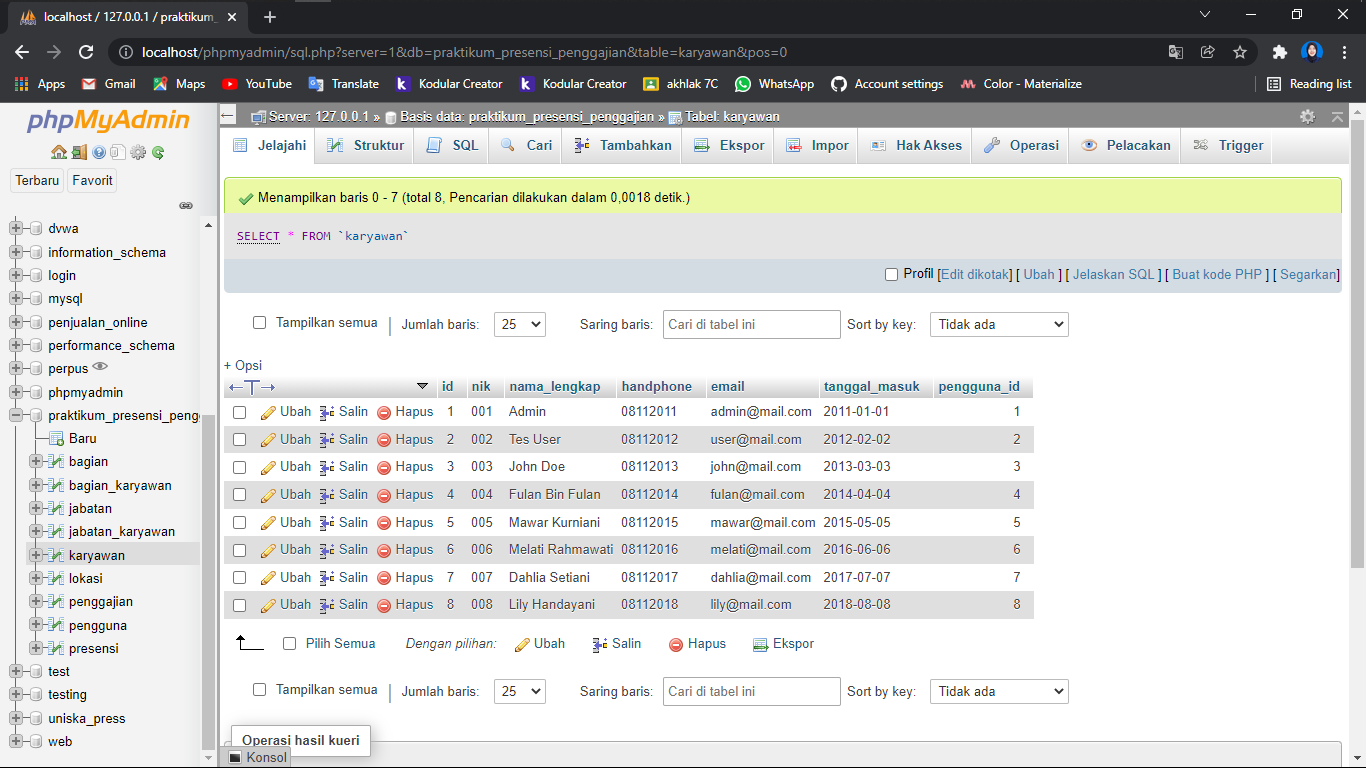 localhost / 127.0.0.1 / praktikum_
localhost/phpmyadmin/sql.php?server=1&db=praktikum_presensi_penggajian&table=karyawan&pos=0
Apps Gmail Maps YouTube Translate Kodular Creator Kodular Creator akhlak 7C WhatsApp Account settings Color - Materialize Reading list
phpMyAdmin
Terbaru Favorit
dvwa
information_schema
login
mysql
penjualan_online
performance_schema
perpus
phpmyadmin
praktikum_presensi_peng
Baru
bagian
bagian_karyawan
jabatan
jabatan_karyawan
karyawan
lokasi
penggajian
pengguna
presensi
test
testing
uniska_press
web
Server: 127.0.0.1 » Basis data: praktikum_presensi_penggajian » Tabel: karyawan
Jelajahi Struktur SQL Cari Tambahkan Ekspor Impor Hak Akses Operasi Pelacakan Trigger
Menampilkan baris 0 - 7 (total 8, Pencarian dilakukan dalam 0,0018 detik.)
SELECT * FROM `karyawan`
Profil [Edit dikotak] [ Ubah ] [ Jelaskan SQL ] [ Buat kode PHP ] [ Segarkan]
Tampilkan semua | Jumlah baris: 25 Saring baris: Cari di tabel ini Sort by key: Tidak ada
+ Opsi
←T→ id nik nama_lengkap handphone email tanggal_masuk pengguna_id
Ubah Salin Hapus 1 001 Admin 08112011 admin@mail.com 2011-01-01 1
Ubah Salin Hapus 2 002 Tes User 08112012 user@mail.com 2012-02-02 2
Ubah Salin Hapus 3 003 John Doe 08112013 john@mail.com 2013-03-03 3
Ubah Salin Hapus 4 004 Fulan Bin Fulan 08112014 fulan@mail.com 2014-04-04 4
Ubah Salin Hapus 5 005 Mawar Kurniani 08112015 mawar@mail.com 2015-05-05 5
Ubah Salin Hapus 6 006 Melati Rahmawati 08112016 melati@mail.com 2016-06-06 6
Ubah Salin Hapus 7 007 Dahlia Setiani 08112017 dahlia@mail.com 2017-07-07 7
Ubah Salin Hapus 8 008 Lily Handayani 08112018 lily@mail.com 2018-08-08 8
Pilih Semua Dengan pilihan: Ubah Salin Hapus Ekspor
Tampilkan semua | Jumlah baris: 25 Saring baris: Cari di tabel ini Sort by key: Tidak ada
Operasi hasil kueri
Konsol